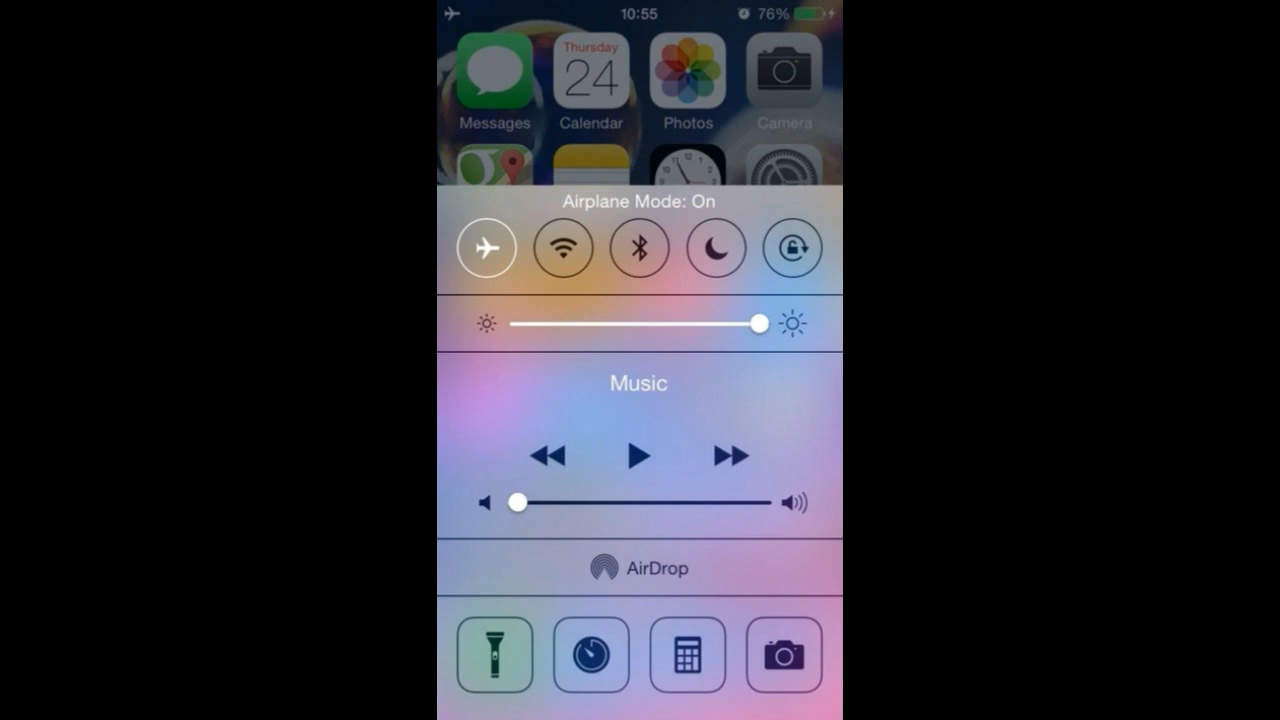 10:55 76%
Thursday
24
Messages Calendar Photos Camera
Airplane Mode: On
Music
AirDrop